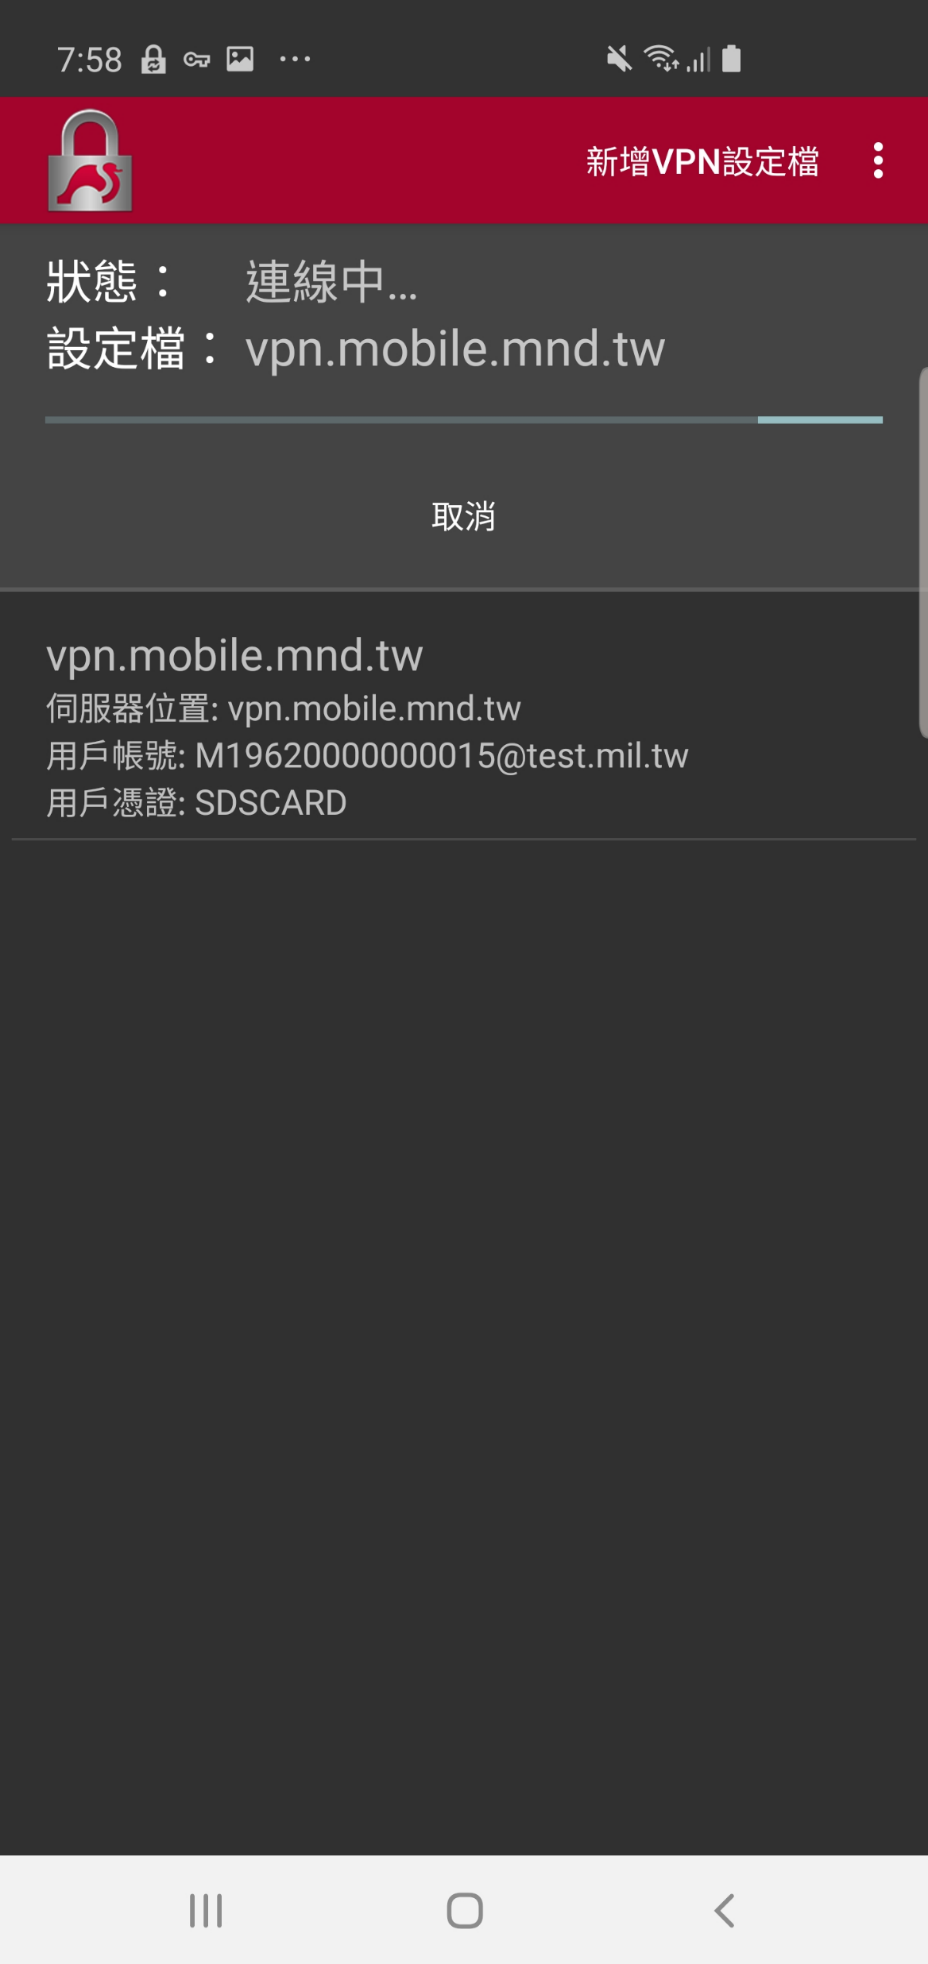 7:58
新增VPN設定檔
狀態： 連線中...
設定檔： vpn.mobile.mnd.tw
取消
vpn.mobile.mnd.tw
伺服器位置: vpn.mobile.mnd.tw
用戶帳號: M19620000000015@test.mil.tw
用戶憑證: SDSCARD